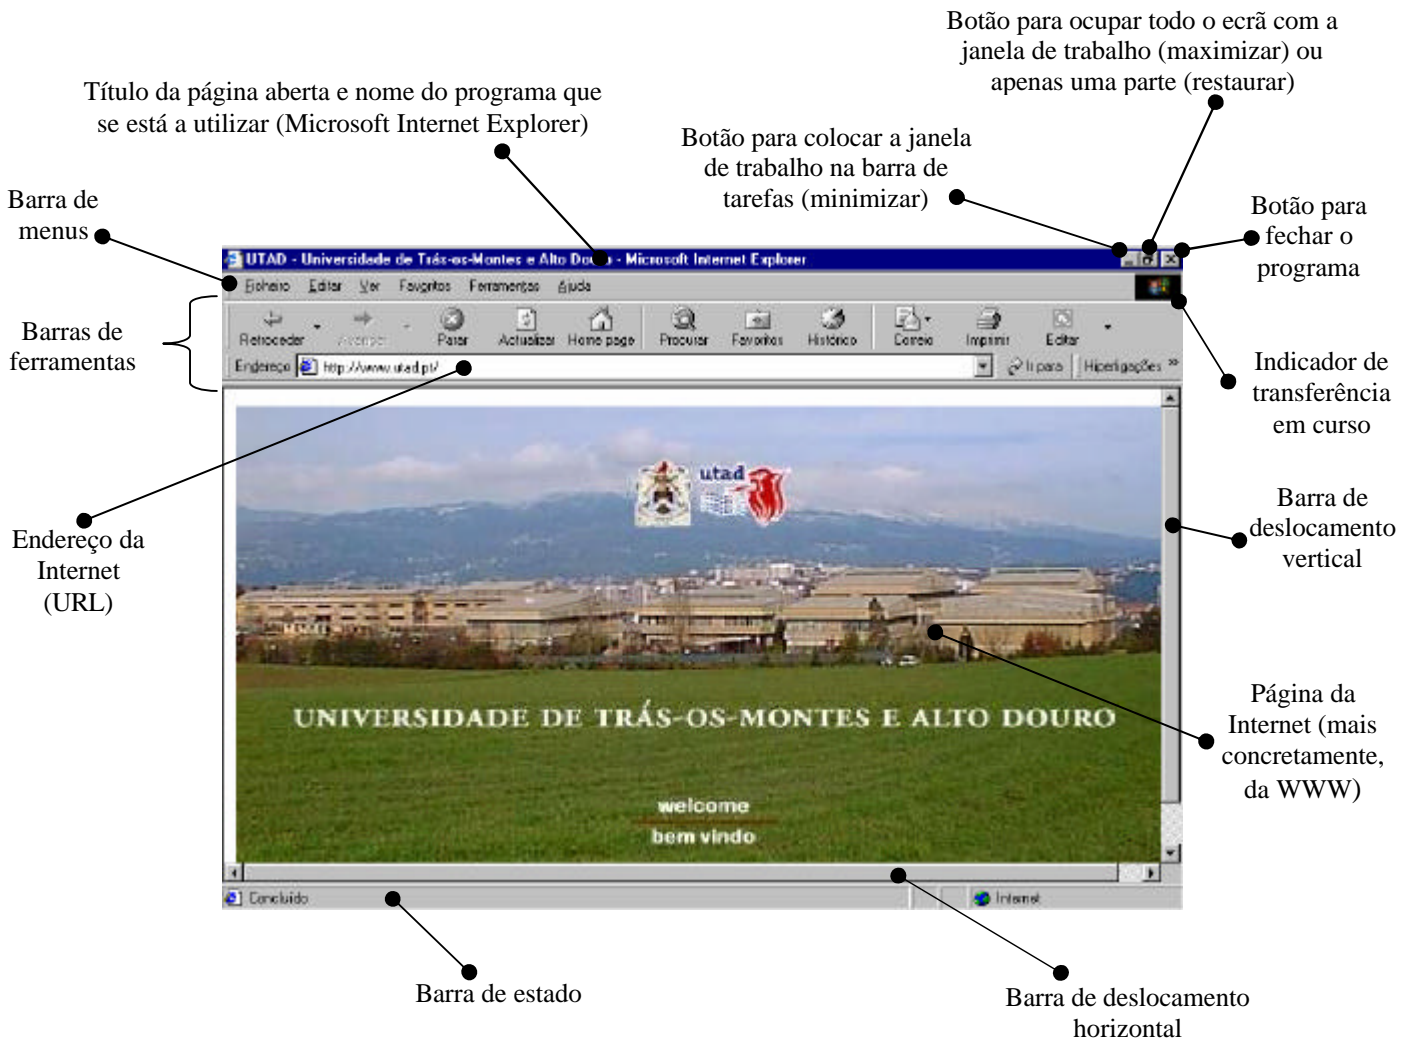 Botão para ocupar todo o ecrã com a
janela de trabalho (maximizar) ou
apenas uma parte (restaurar)
Título da página aberta e nome do programa que
se está a utilizar (Microsoft Internet Explorer)
Botão para colocar a janela
de trabalho na barra de
tarefas (minimizar)
Barra de
menus
Botão para
fechar o
programa
UTAD - Universidade de Trás-os-Montes e Alto Douro - Microsoft Internet Explorer
Ficheiro Editar Ver Favoritos Ferramentas Ajuda
Barras de
ferramentas
Retroceder Avançar Parar Actualizar Home page Procurar Favoritos Histórico Correio Imprimir Editar
Endereço http://www.utad.pt/ Ir para Hiperligações »
Indicador de
transferência
em curso
utad
Barra de
deslocamento
vertical
Endereço da
Internet
(URL)
Página da
Internet (mais
concretamente,
da WWW)
UNIVERSIDADE DE TRÁS-OS-MONTES E ALTO DOURO
welcome
bem vindo
Concluído Internet
Barra de estado
Barra de deslocamento
horizontal